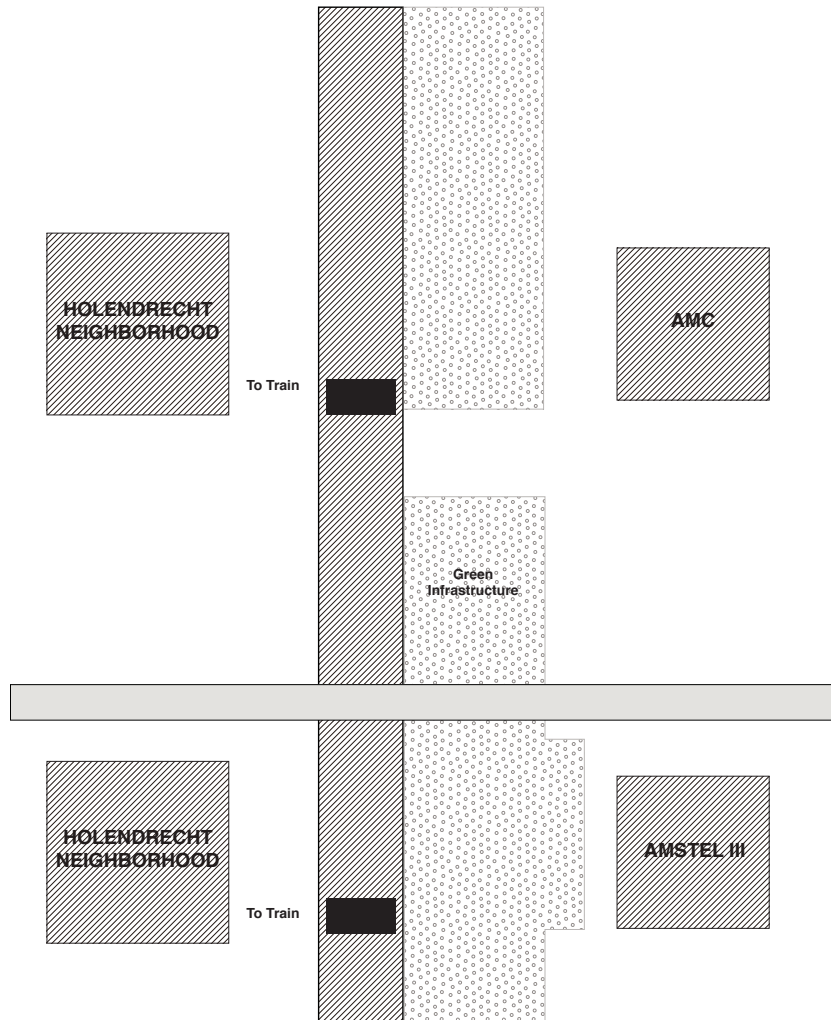 HOLENDRECHT
NEIGHBORHOOD
AMC
To Train
Green
Infrastructure
HOLENDRECHT
NEIGHBORHOOD
AMSTEL III
To Train